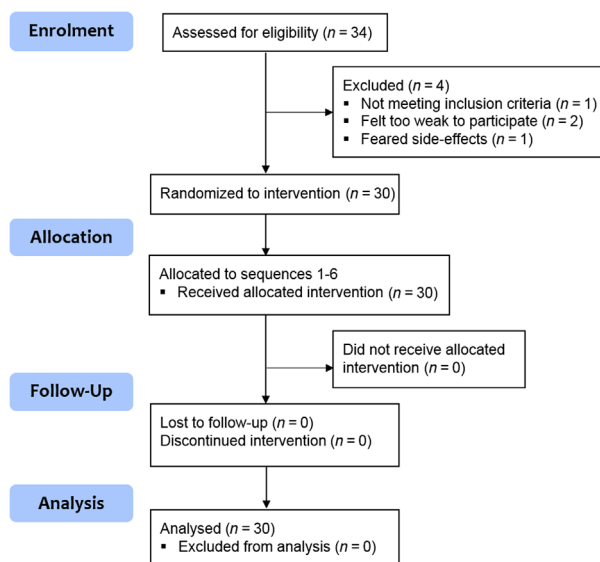 Enrolment
Assessed for eligibility (n = 34)
Excluded (n = 4)
▪ Not meeting inclusion criteria (n = 1)
▪ Felt too weak to participate (n = 2)
▪ Feared side-effects (n = 1)
Randomized to intervention (n = 30)
Allocation
Allocated to sequences 1-6
▪ Received allocated intervention (n = 30)
Did not receive allocated
intervention (n = 0)
Follow-Up
Lost to follow-up (n = 0)
Discontinued intervention (n = 0)
Analysis
Analysed (n = 30)
▪ Excluded from analysis (n = 0)